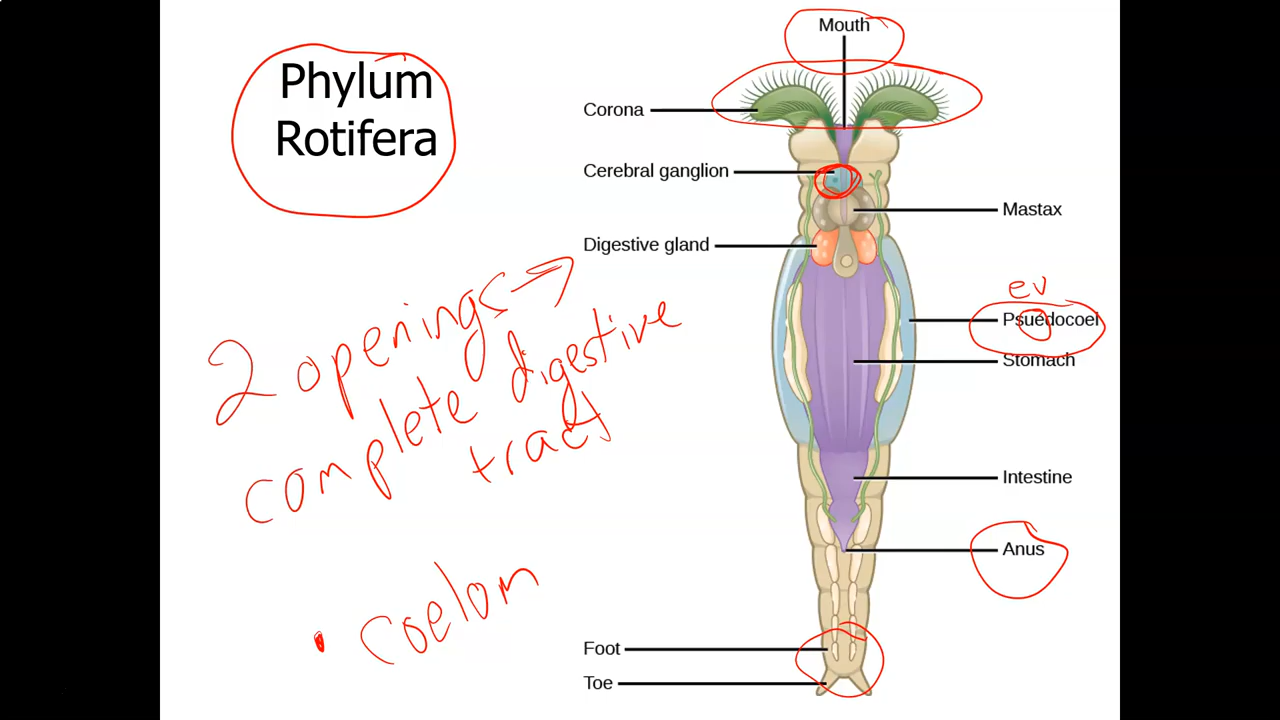 Phylum
Rotifera
Mouth
Corona
Cerebral ganglion
Mastax
Digestive gland
ev
Psuedocoel
Stomach
Intestine
Anus
Foot
Toe
2 openings →
complete digestive
tract
• coelom